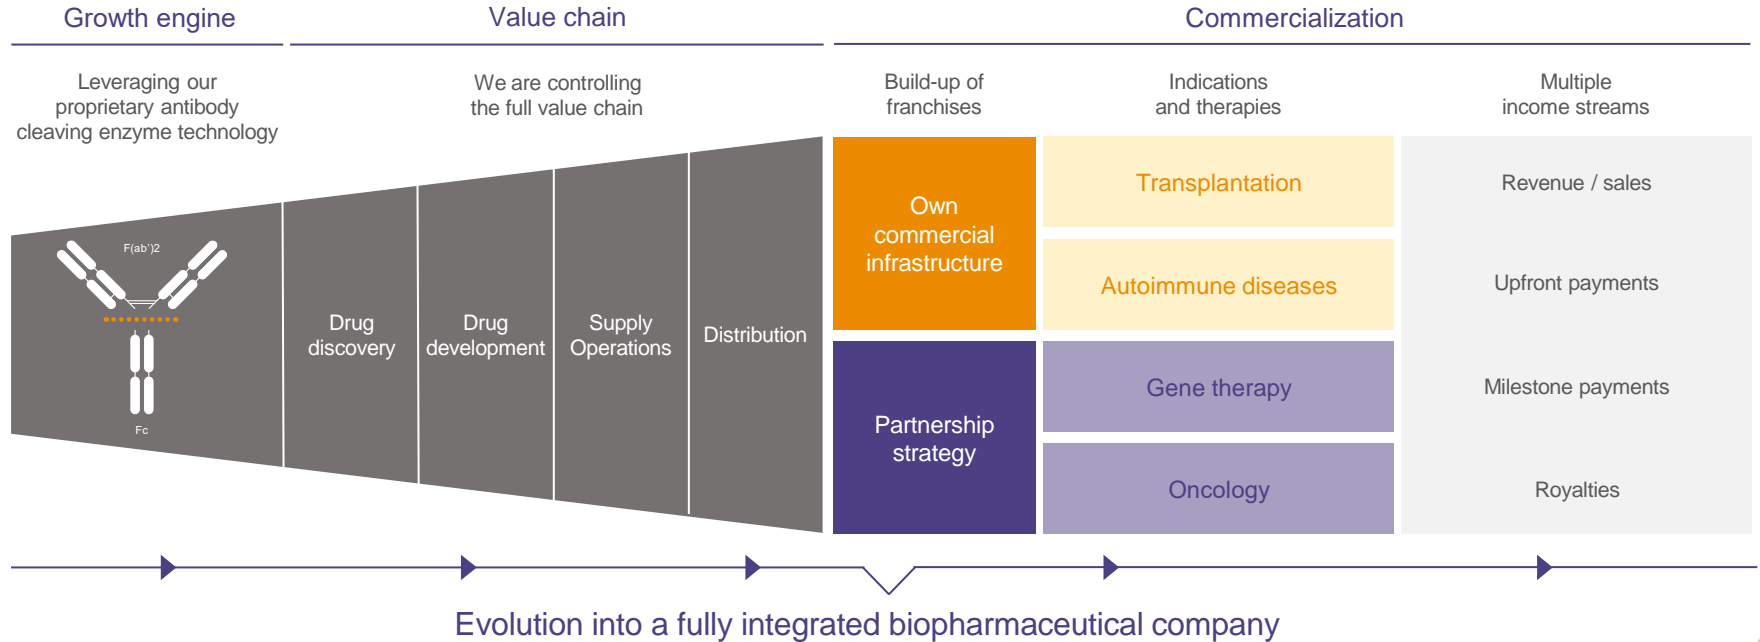 Growth engine
Value chain
Commercialization
Leveraging our
proprietary antibody
cleaving enzyme technology
We are controlling
the full value chain
Build-up of
franchises
Indications
and therapies
Multiple
income streams
F(ab')2
Fc
Drug
discovery
Drug
development
Supply
Operations
Distribution
Own
commercial
infrastructure
Partnership
strategy
Transplantation
Autoimmune diseases
Gene therapy
Oncology
Revenue / sales
Upfront payments
Milestone payments
Royalties
Evolution into a fully integrated biopharmaceutical company